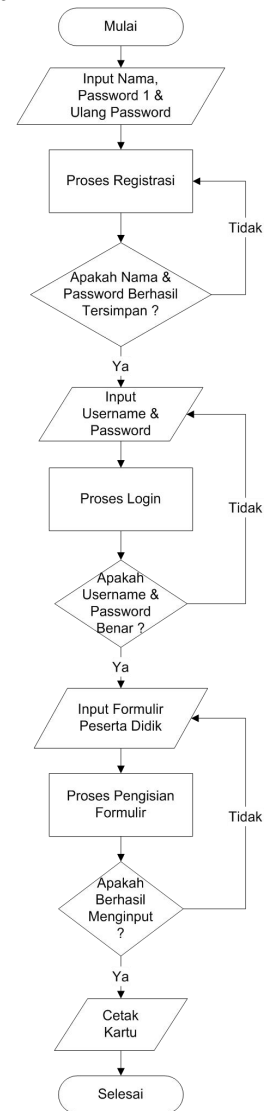 Mulai
Input Nama,
Password 1 &
Ulang Password
Proses Registrasi
Tidak
Apakah Nama &
Password Berhasil
Tersimpan ?
Ya
Input
Username &
Password
Proses Login
Tidak
Apakah
Username &
Password
Benar ?
Ya
Input Formulir
Peserta Didik
Proses Pengisian
Formulir
Tidak
Apakah
Berhasil
Menginput
?
Ya
Cetak
Kartu
Selesai